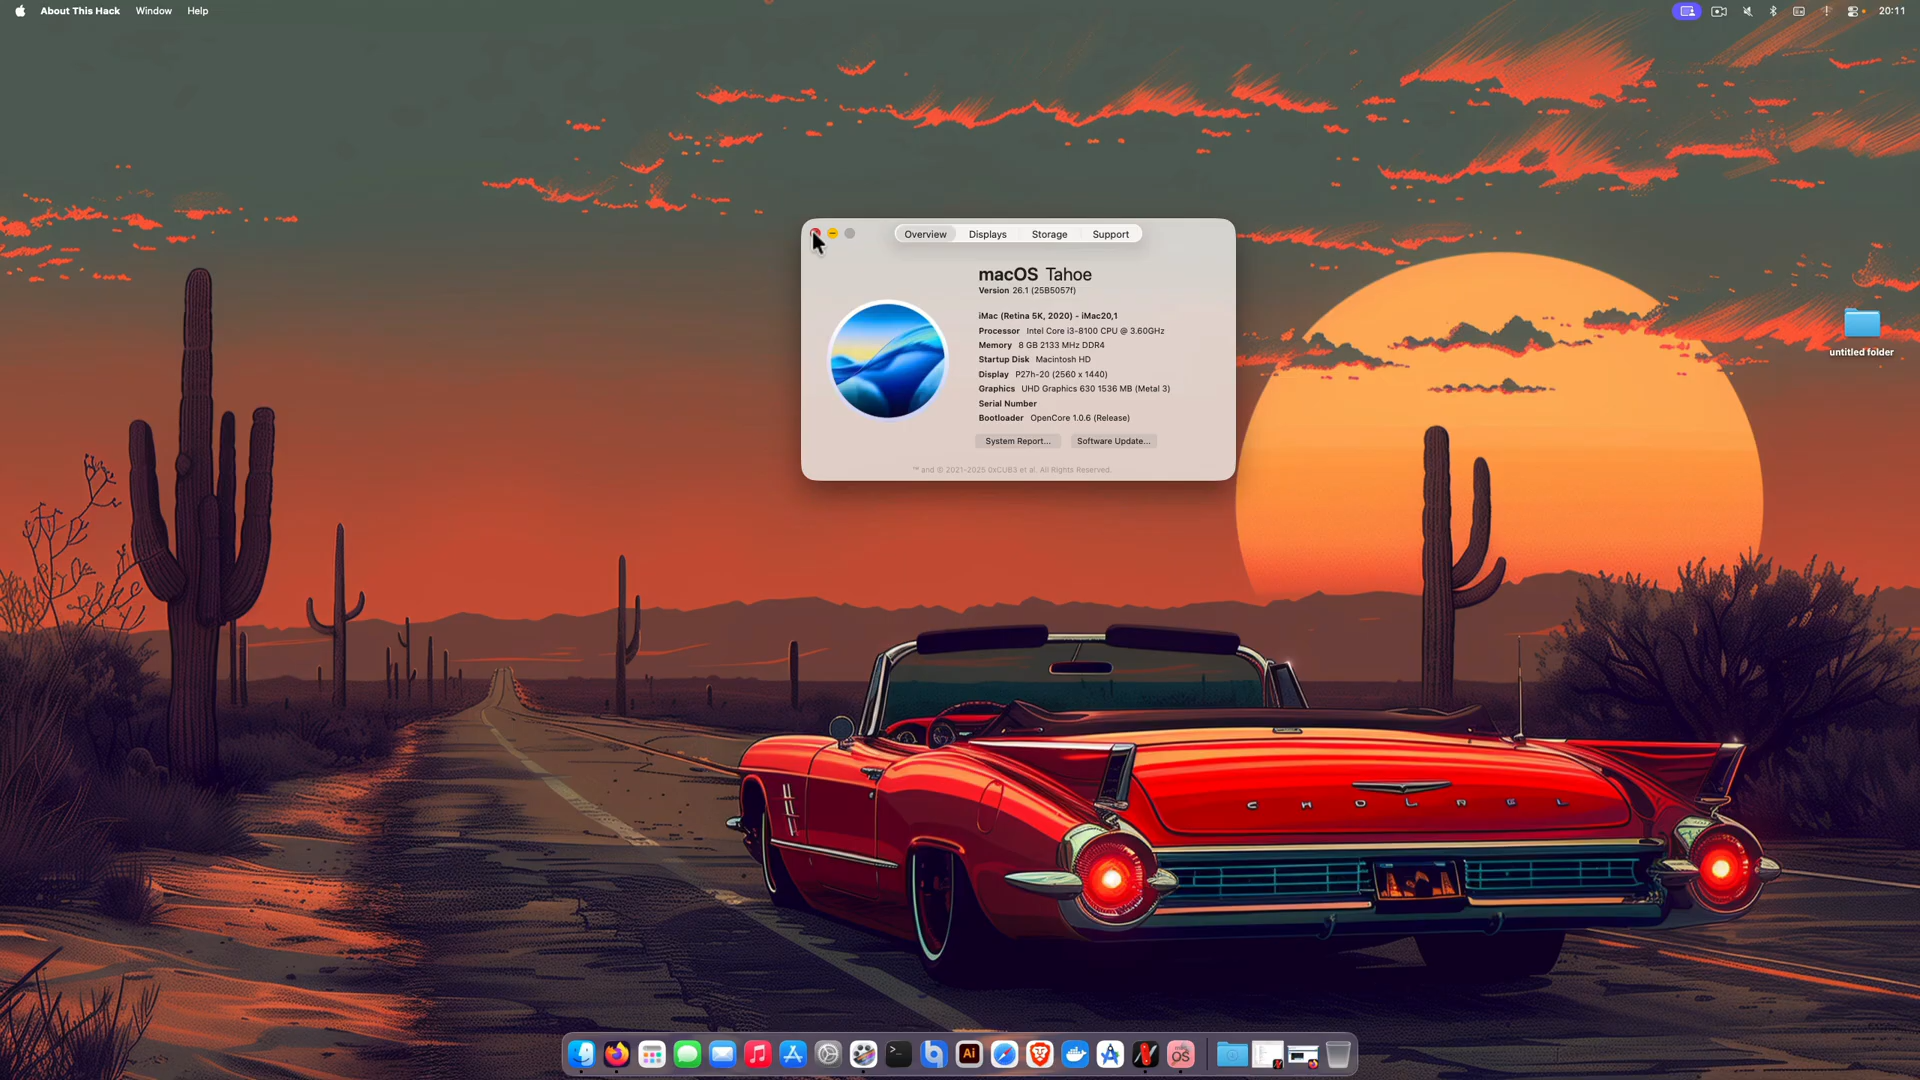 About This Hack Window Help 20:11
Overview Displays Storage Support
macOS Tahoe
Version 26.1 (25B5057f)
iMac (Retina 5K, 2020) - iMac20,1
Processor Intel Core i3-8100 CPU @ 3.60GHz
Memory 8 GB 2133 MHz DDR4
Startup Disk Macintosh HD
Display P27h-20 (2560 x 1440)
Graphics UHD Graphics 630 1536 MB (Metal 3)
Serial Number
Bootloader OpenCore 1.0.6 (Release)
System Report... Software Update...
™ and © 2021-2025 0xCUB3 et al. All Rights Reserved.
untitled folder
Ai
OS